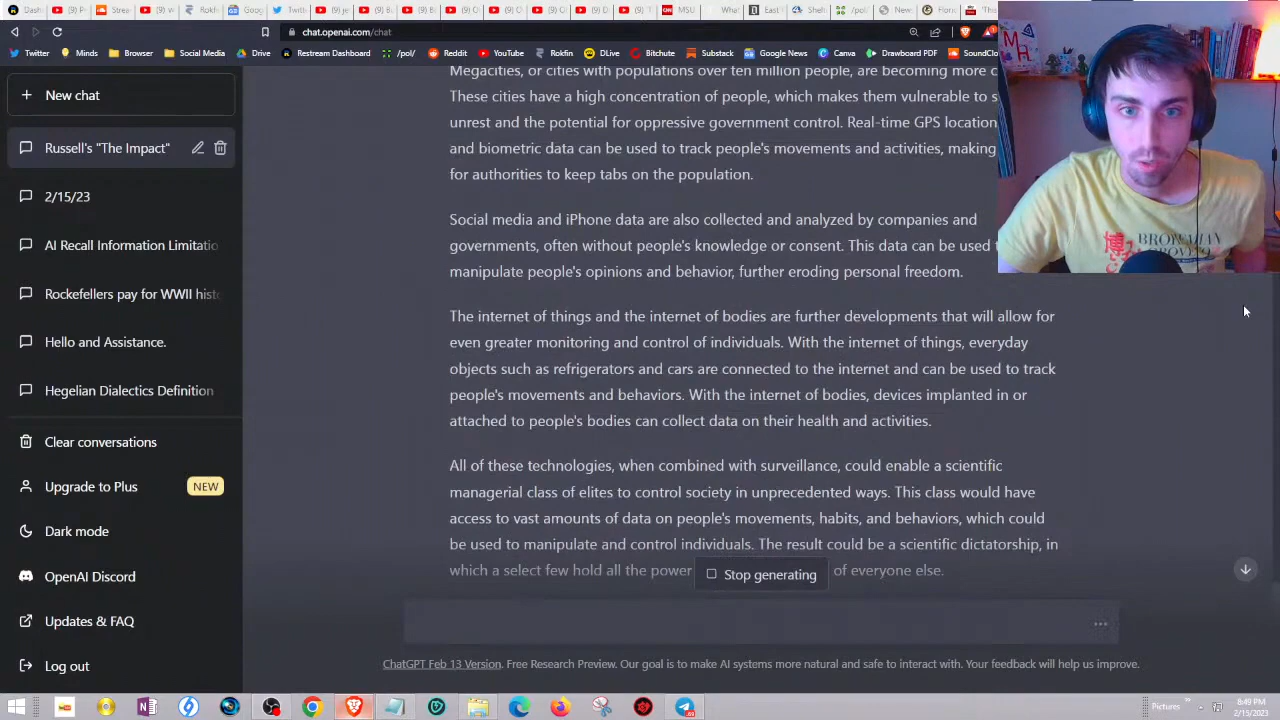 chat.openai.com/chat
Twitter
Minds
Browser
Social Media
Drive
Restream Dashboard
/pol/
Reddit
YouTube
Rokfin
DLive
Bitchute
Substack
Google News
Canva
Drawboard PDF
SoundClo
New chat
Russell's "The Impact"
2/15/23
AI Recall Information Limitatio
Rockefellers pay for WWII hist
Hello and Assistance.
Hegelian Dialectics Definition
Clear conversations
Upgrade to Plus
NEW
Dark mode
OpenAI Discord
Updates & FAQ
Log out
Megacities, or cities with populations over ten million people, are becoming more c
These cities have a high concentration of people, which makes them vulnerable to s
unrest and the potential for oppressive government control. Real-time GPS location
and biometric data can be used to track people's movements and activities, making
for authorities to keep tabs on the population.
Social media and iPhone data are also collected and analyzed by companies and
governments, often without people's knowledge or consent. This data can be used t
manipulate people's opinions and behavior, further eroding personal freedom.
The internet of things and the internet of bodies are further developments that will allow for
even greater monitoring and control of individuals. With the internet of things, everyday
objects such as refrigerators and cars are connected to the internet and can be used to track
people's movements and behaviors. With the internet of bodies, devices implanted in or
attached to people's bodies can collect data on their health and activities.
All of these technologies, when combined with surveillance, could enable a scientific
managerial class of elites to control society in unprecedented ways. This class would have
access to vast amounts of data on people's movements, habits, and behaviors, which could
be used to manipulate and control individuals. The result could be a scientific dictatorship, in
which a select few hold all the power
of everyone else.
Stop generating
ChatGPT Feb 13 Version. Free Research Preview. Our goal is to make AI systems more natural and safe to interact with. Your feedback will help us improve.
Pictures
8:49 PM
2/15/2023